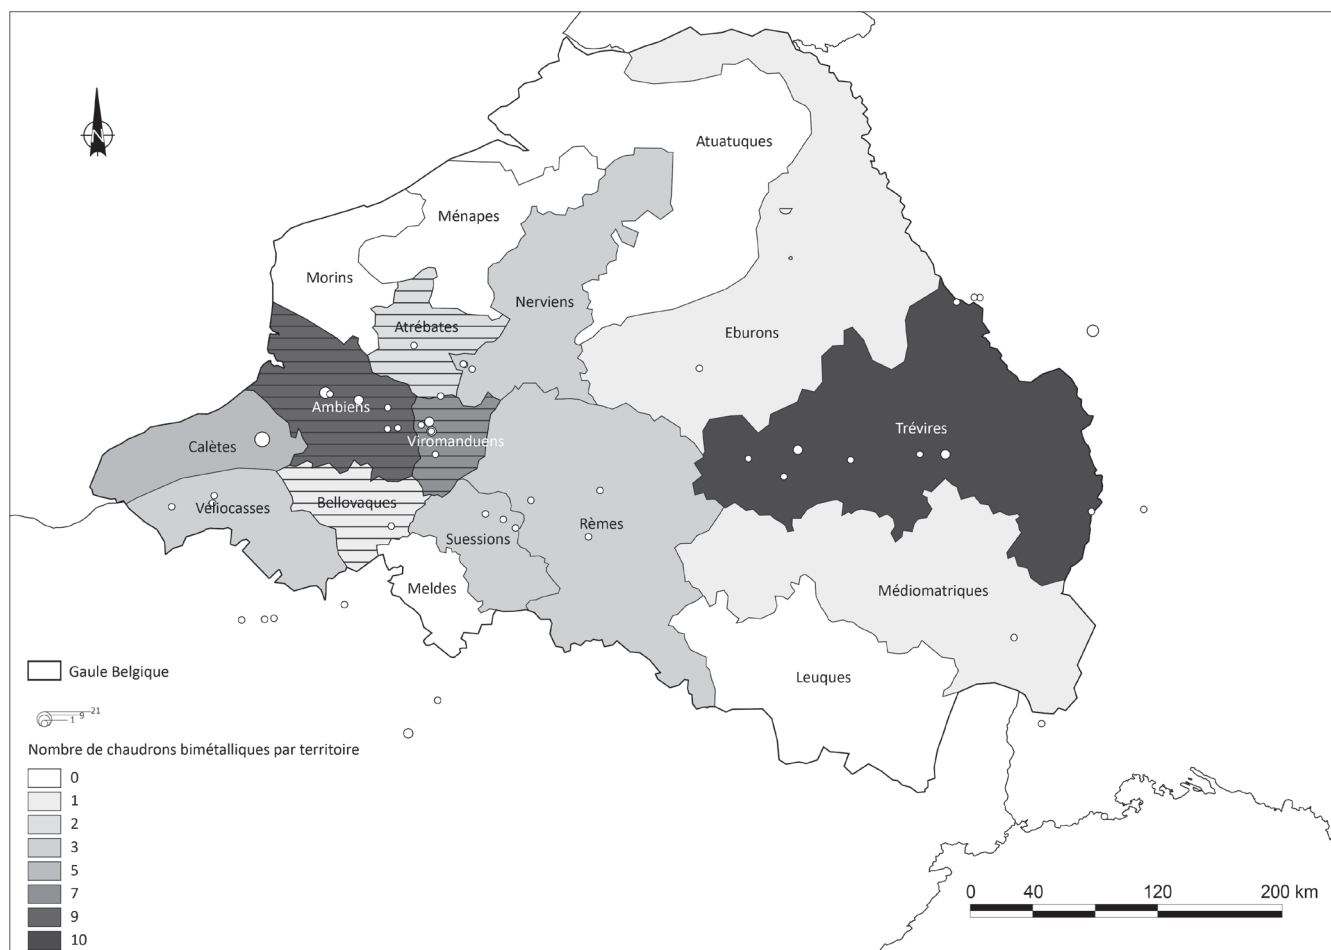 N
Atuatuques
Ménapes
Morins
Nerviens
Atrébates
Eburons
Ambiens
Trévires
Calètes
Viromanduens
Véliocasses
Bellovaques
Rèmes
Suessions
Meldes
Médiomatriques
Leuques
Gaule Belgique
1 9 21
Nombre de chaudrons bimétalliques par territoire
0
1
2
3
5
7
9
10
0 40 120 200 km